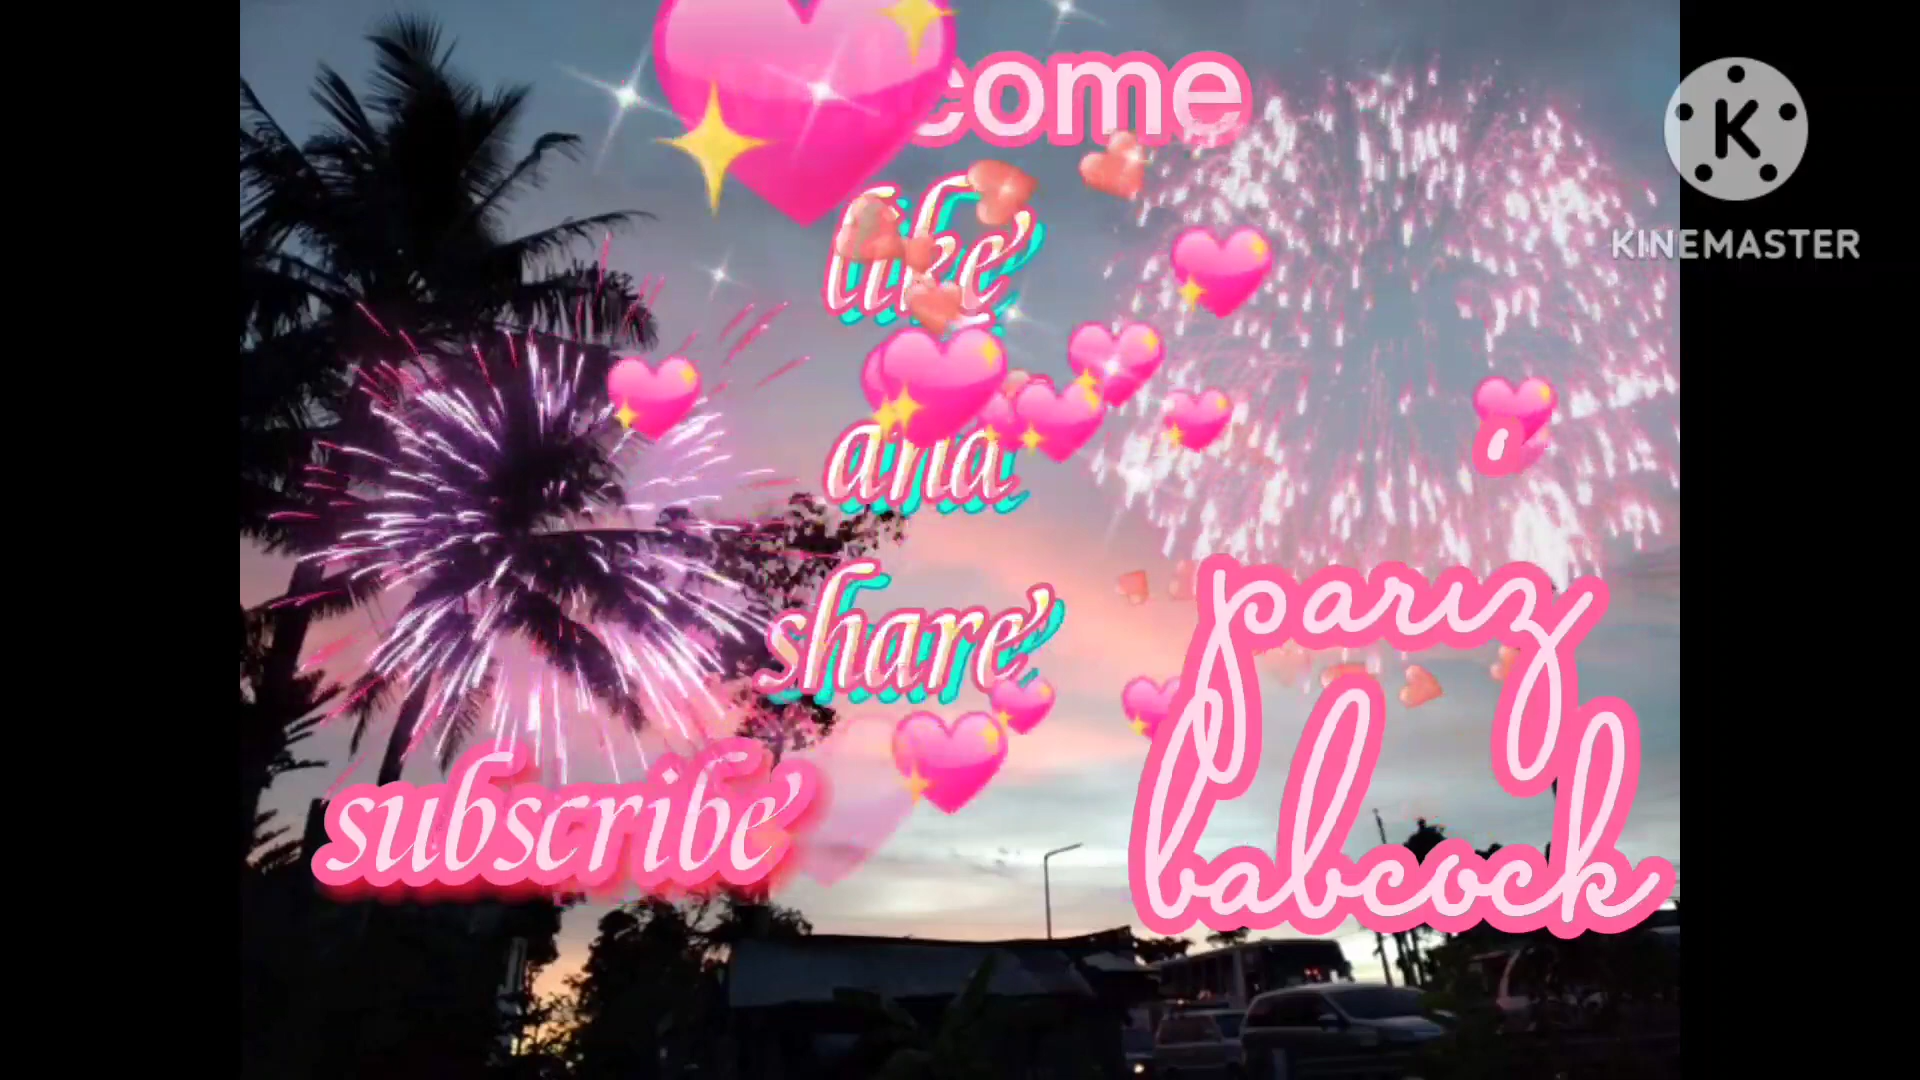 come
like
and
share
subscribe
pariz
babcock
KINEMASTER